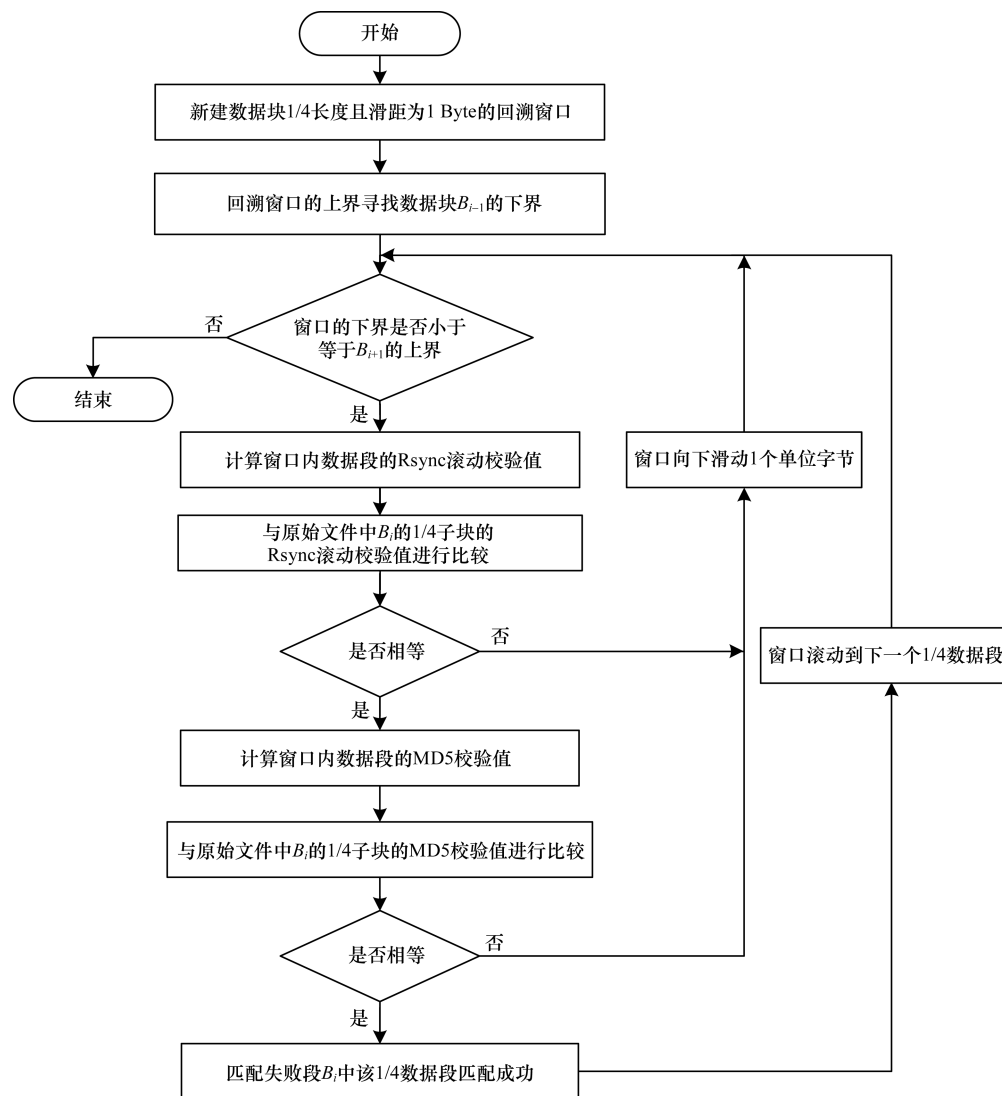 开始
新建数据块1/4长度且滑距为1 Byte的回溯窗口
回溯窗口的上界寻找数据块Bi−1的下界
窗口的下界是否小于
等于Bi+1的上界
否
结束
是
计算窗口内数据段的Rsync滚动校验值
窗口向下滑动1个单位字节
与原始文件中Bi的1/4子块的
Rsync滚动校验值进行比较
是否相等
否
窗口滚动到下一个1/4数据段
是
计算窗口内数据段的MD5校验值
与原始文件中Bi的1/4子块的MD5校验值进行比较
是否相等
否
是
匹配失败段Bi中该1/4数据段匹配成功